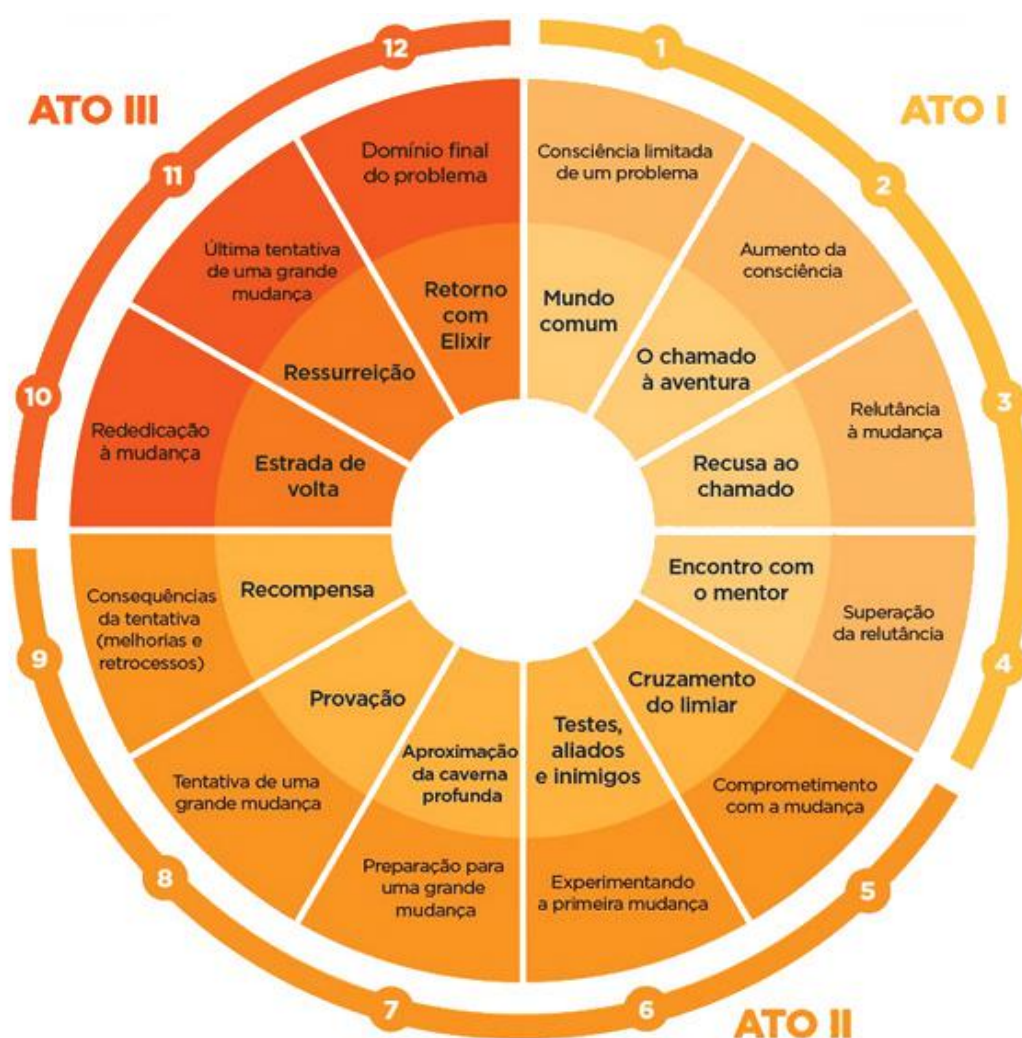 ATO I
1
Consciência limitada
de um problema
Mundo
comum
2
Aumento da
consciência
O chamado
à aventura
3
Relutância
à mudança
Recusa ao
chamado
4
Superação
da relutância
Encontro com
o mentor
ATO II
5
Comprometimento
com a mudança
Cruzamento
do limiar
6
Experimentando
a primeira mudança
Testes,
aliados
e inimigos
7
Preparação para
uma grande
mudança
Aproximação
da caverna
profunda
8
Tentativa de uma
grande mudança
Provação
9
Consequências
da tentativa
(melhorias e
retrocessos)
Recompensa
ATO III
10
Rededicação
à mudança
Estrada de
volta
11
Última tentativa
de uma grande
mudança
Ressurreição
12
Domínio final
do problema
Retorno
com
Elixir